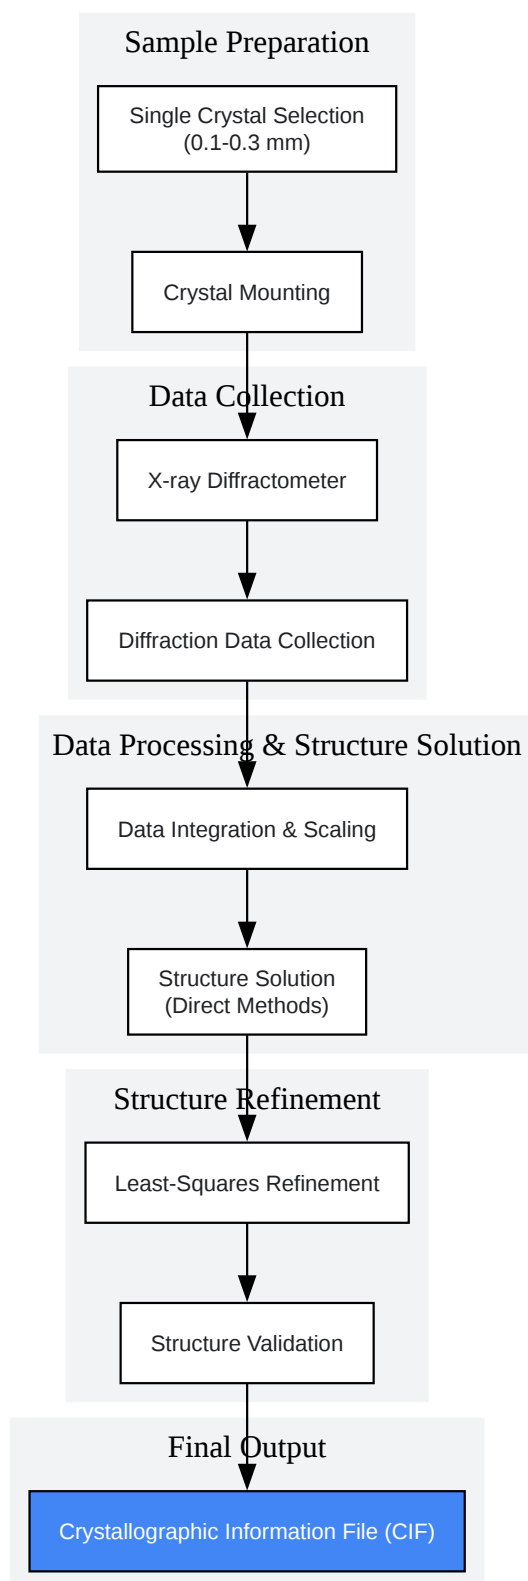 Sample Preparation
Single Crystal Selection
(0.1-0.3 mm)
Crystal Mounting
Data Collection
X-ray Diffractometer
Diffraction Data Collection
Data Processing & Structure Solution
Data Integration & Scaling
Structure Solution
(Direct Methods)
Structure Refinement
Least-Squares Refinement
Structure Validation
Final Output
Crystallographic Information File (CIF)